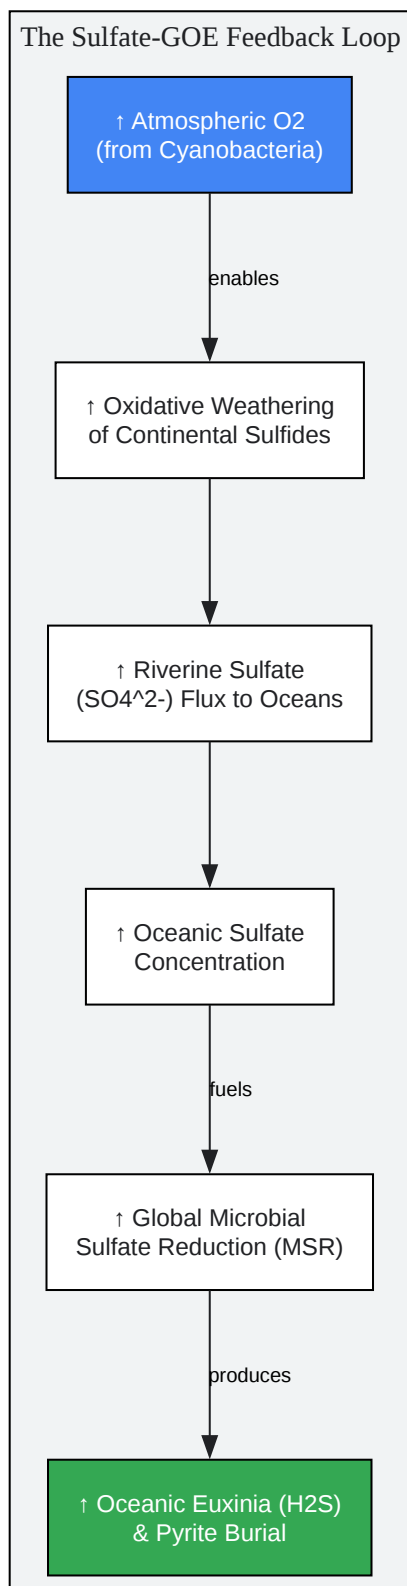 The Sulfate-GOE Feedback Loop
↑ Atmospheric O2
(from Cyanobacteria)
enables
↑ Oxidative Weathering
of Continental Sulfides
↑ Riverine Sulfate
(SO4^2-) Flux to Oceans
↑ Oceanic Sulfate
Concentration
fuels
↑ Global Microbial
Sulfate Reduction (MSR)
produces
↑ Oceanic Euxinia (H2S)
& Pyrite Burial